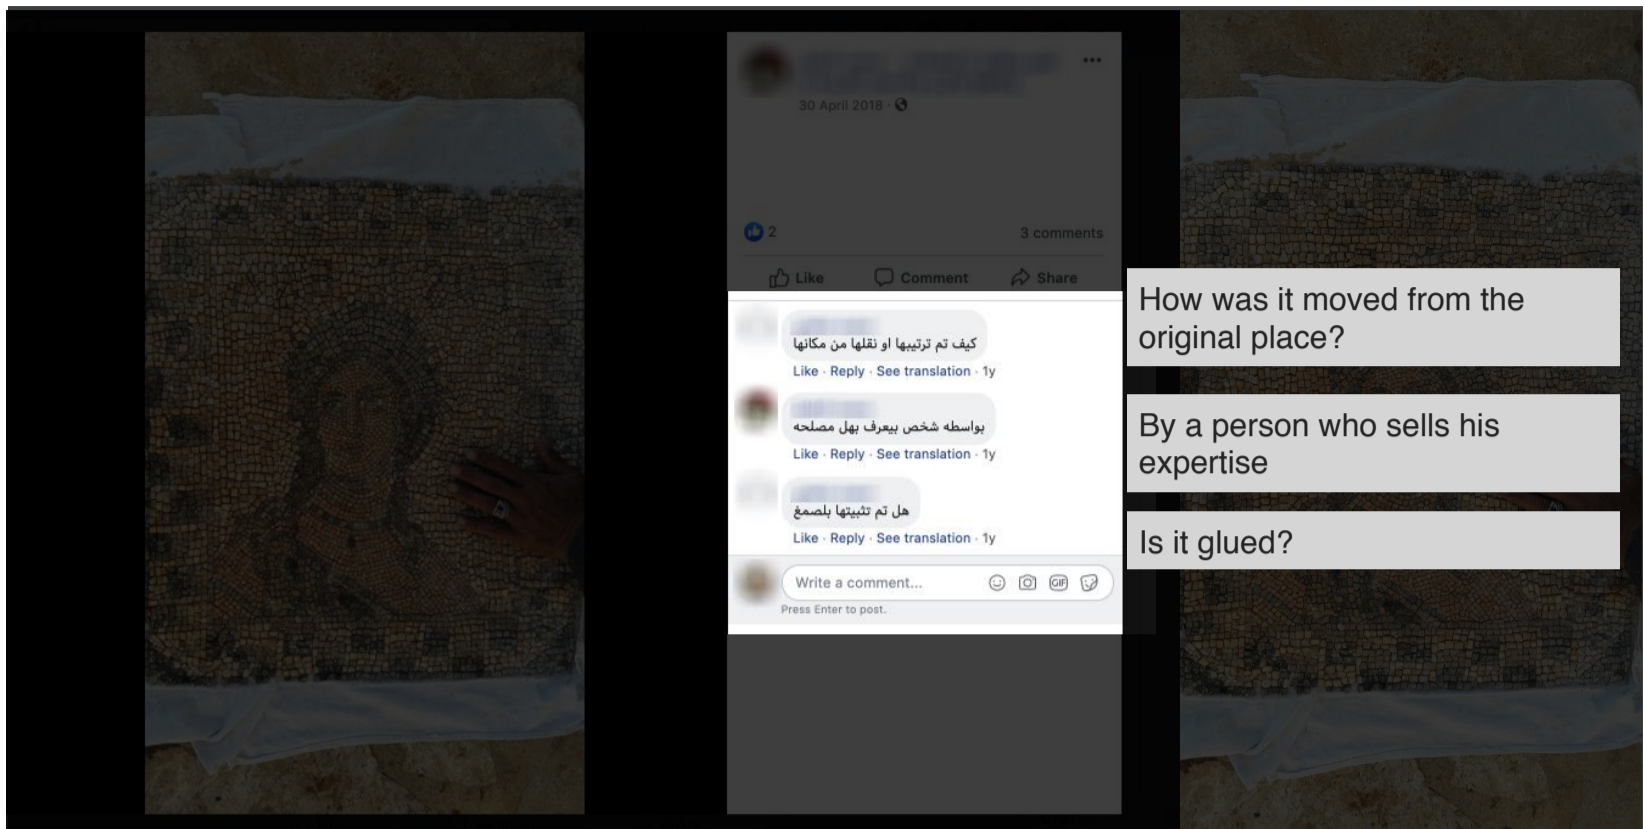 30 April 2018 ·
2
3 comments
Like Comment Share
كيف تم ترتيبها او نقلها من مكانها
Like · Reply · See translation · 1y
بواسطه شخص بيعرف بهل مصلحه
Like · Reply · See translation · 1y
هل تم تثبيتها بلصمغ
Like · Reply · See translation · 1y
Write a comment...
GIF
Press Enter to post.
How was it moved from the
original place?
By a person who sells his
expertise
Is it glued?